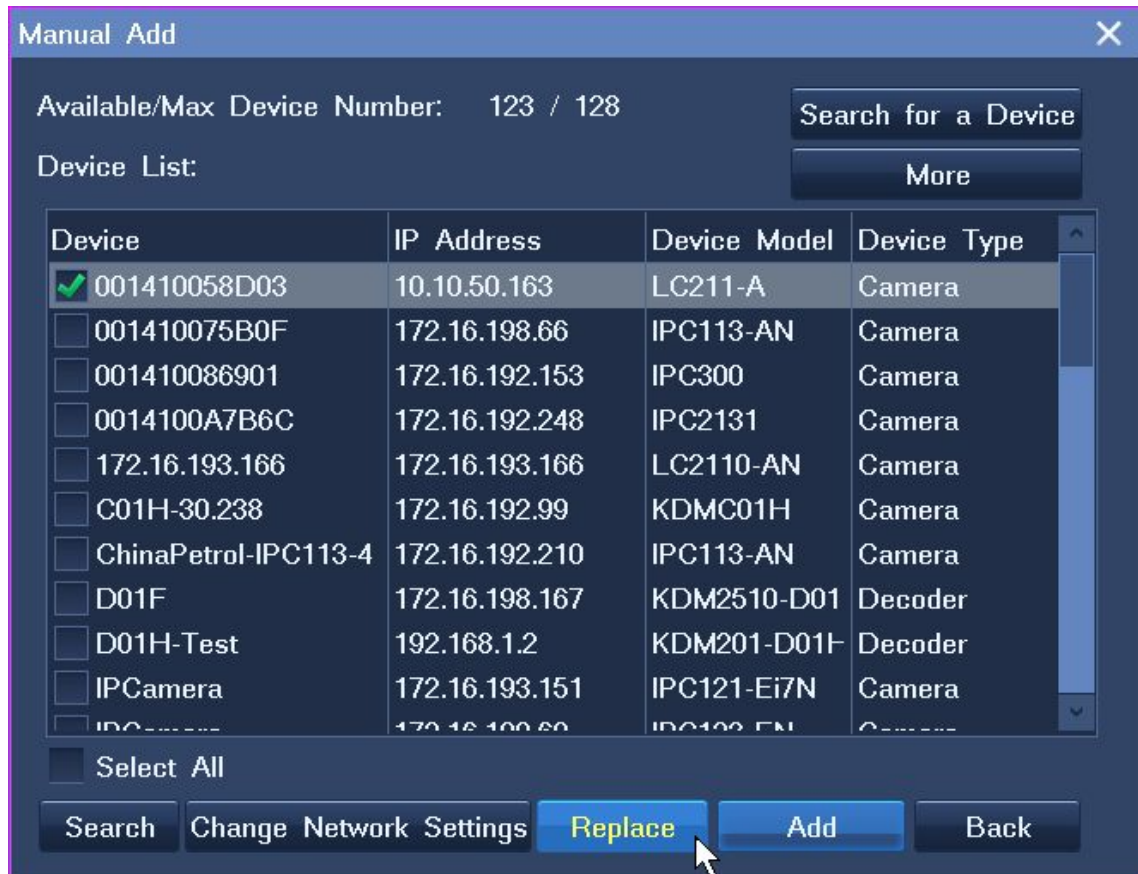 Manual Add
Available/Max Device Number: 123 / 128
Search for a Device
Device List:
More
Device IP Address Device Model Device Type
001410058D03 10.10.50.163 LC211-A Camera
001410075B0F 172.16.198.66 IPC113-AN Camera
001410086901 172.16.192.153 IPC300 Camera
0014100A7B6C 172.16.192.248 IPC2131 Camera
172.16.193.166 172.16.193.166 LC2110-AN Camera
C01H-30.238 172.16.192.99 KDMC01H Camera
ChinaPetrol-IPC113-4 172.16.192.210 IPC113-AN Camera
D01F 172.16.198.167 KDM2510-D01 Decoder
D01H-Test 192.168.1.2 KDM201-D01H Decoder
IPCamera 172.16.193.151 IPC121-Ei7N Camera
IPCamera Camera
Select All
Search Change Network Settings Replace Add Back